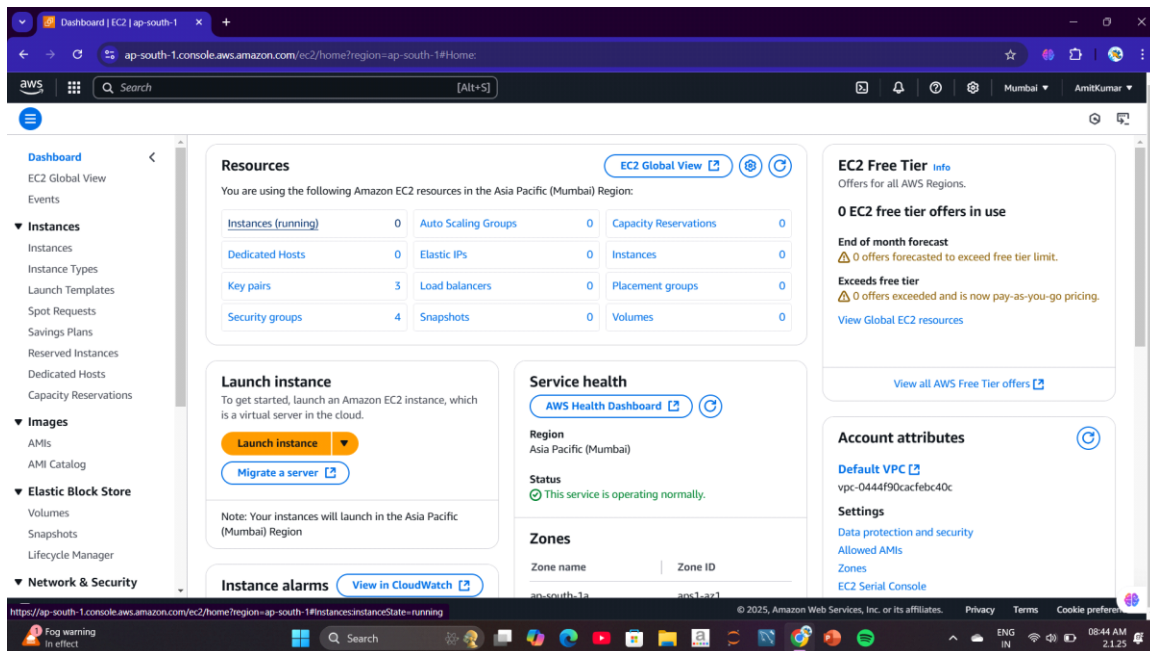 Dashboard | EC2 | ap-south-1
ap-south-1.console.aws.amazon.com/ec2/home?region=ap-south-1#Home:
aws
Search [Alt+S]
Mumbai
AmitKumar
Dashboard
EC2 Global View
Events
Instances
Instances
Instance Types
Launch Templates
Spot Requests
Savings Plans
Reserved Instances
Dedicated Hosts
Capacity Reservations
Images
AMIs
AMI Catalog
Elastic Block Store
Volumes
Snapshots
Lifecycle Manager
Network & Security
Resources
EC2 Global View
You are using the following Amazon EC2 resources in the Asia Pacific (Mumbai) Region:
Instances (running) 0 Auto Scaling Groups 0 Capacity Reservations 0
Dedicated Hosts 0 Elastic IPs 0 Instances 0
Key pairs 3 Load balancers 0 Placement groups 0
Security groups 4 Snapshots 0 Volumes 0
Launch instance
To get started, launch an Amazon EC2 instance, which
is a virtual server in the cloud.
Launch instance
Migrate a server
Note: Your instances will launch in the Asia Pacific
(Mumbai) Region
Instance alarms View in CloudWatch
Service health
AWS Health Dashboard
Region
Asia Pacific (Mumbai)
Status
This service is operating normally.
Zones
Zone name Zone ID
ap-south-1a aps1-az1
EC2 Free Tier Info
Offers for all AWS Regions.
0 EC2 free tier offers in use
End of month forecast
0 offers forecasted to exceed free tier limit.
Exceeds free tier
0 offers exceeded and is now pay-as-you-go pricing.
View Global EC2 resources
View all AWS Free Tier offers
Account attributes
Default VPC
vpc-0444f90cacfebc40c
Settings
Data protection and security
Allowed AMIs
Zones
EC2 Serial Console
https://ap-south-1.console.aws.amazon.com/ec2/home?region=ap-south-1#Instances:instanceState=running
© 2025, Amazon Web Services, Inc. or its affiliates. Privacy Terms Cookie preferen
1
Fog warning
In effect
Search
ENG
IN
08:44 AM
2.1.25